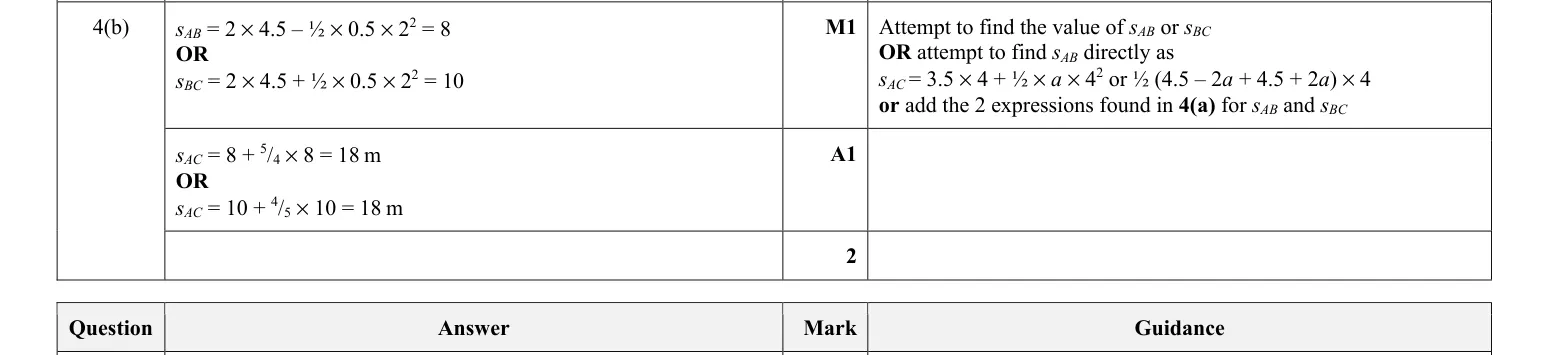 4(b)
sAB = 2 × 4.5 – ½ × 0.5 × 2² = 8
OR
sBC = 2 × 4.5 + ½ × 0.5 × 2² = 10
M1
Attempt to find the value of sAB or sBC
OR attempt to find sAB directly as
sAC = 3.5 × 4 + ½ × a × 4² or ½ (4.5 – 2a + 4.5 + 2a) × 4
or add the 2 expressions found in 4(a) for sAB and sBC
sAC = 8 + 5/4 × 8 = 18 m
OR
sAC = 10 + 4/5 × 10 = 18 m
A1
2
Question Answer Mark Guidance